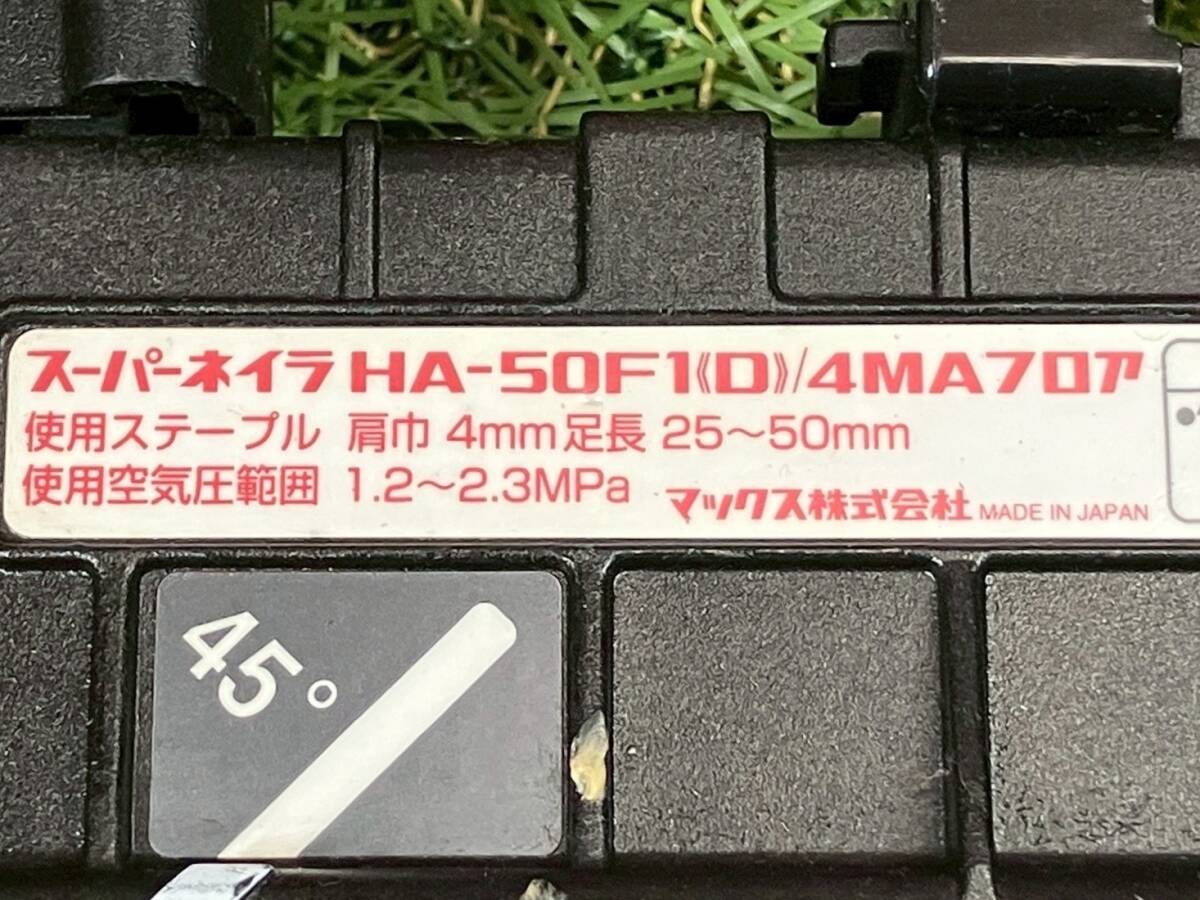 スーパーネイラ HA-50F1《D》/4MAフロア
使用ステープル 肩巾 4mm 足長 25～50mm
使用空気圧範囲 1.2～2.3MPa
マックス株式会社 MADE IN JAPAN
45°